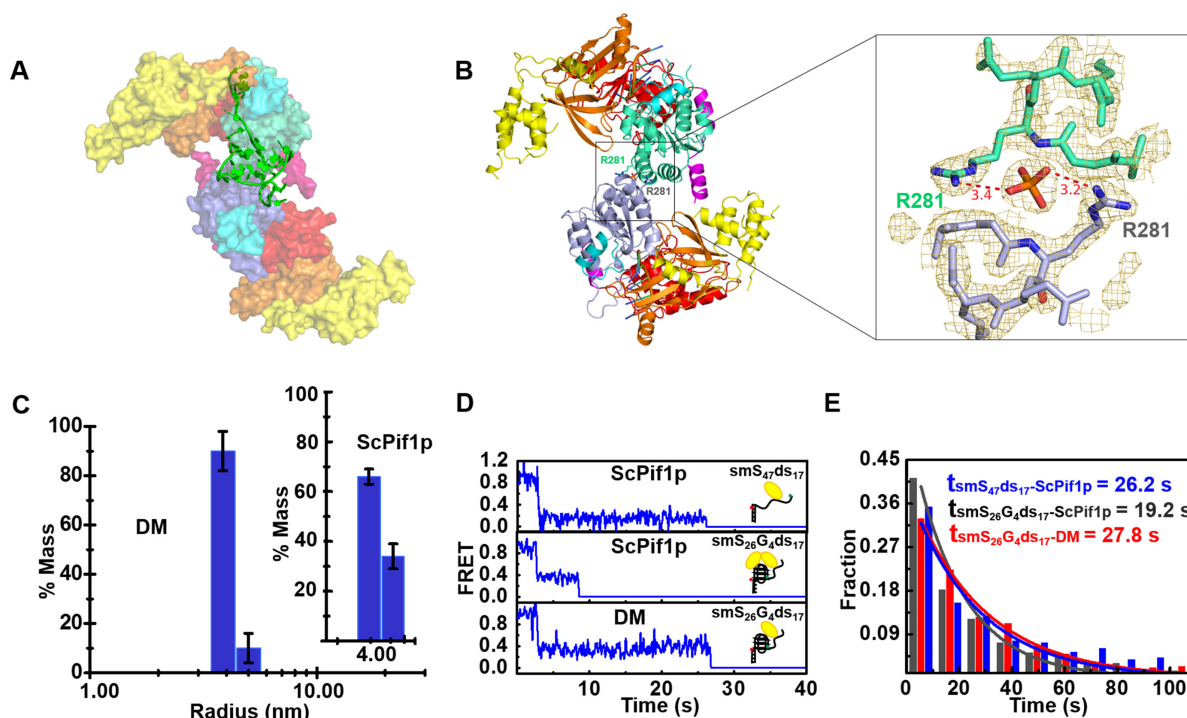 A
B
R281
R281
R281
3.4
3.2
R281
C
% Mass
100
80
60
40
20
0
DM
1.00
10.00
Radius (nm)
% Mass
100
80
60
40
20
0
ScPif1p
4.00
D
FRET
1.2
0.8
0.4
0.0
ScPif1p
smS47ds17
0.8
0.4
0.0
ScPif1p
smS26G4ds17
0.8
0.4
0.0
DM
smS26G4ds17
10
20
30
40
Time (s)
E
Fraction
0.45
0.36
0.27
0.18
0.09
tsmS47ds17-ScPif1p = 26.2 s
tsmS26G4ds17-ScPif1p = 19.2 s
tsmS26G4ds17-DM = 27.8 s
0
20
40
60
80
100
Time (s)